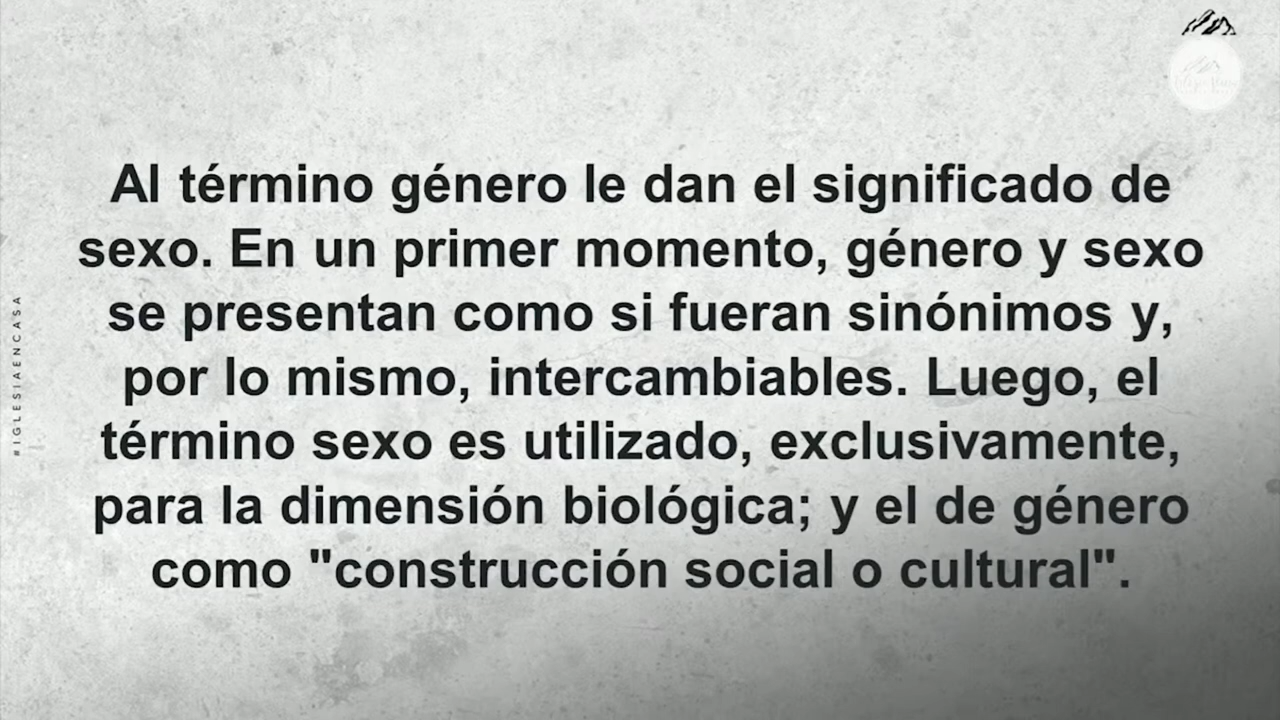 Al término género le dan el significado de
sexo. En un primer momento, género y sexo
se presentan como si fueran sinónimos y,
por lo mismo, intercambiables. Luego, el
término sexo es utilizado, exclusivamente,
para la dimensión biológica; y el de género
como "construcción social o cultural".
#IGLESIAENCASA